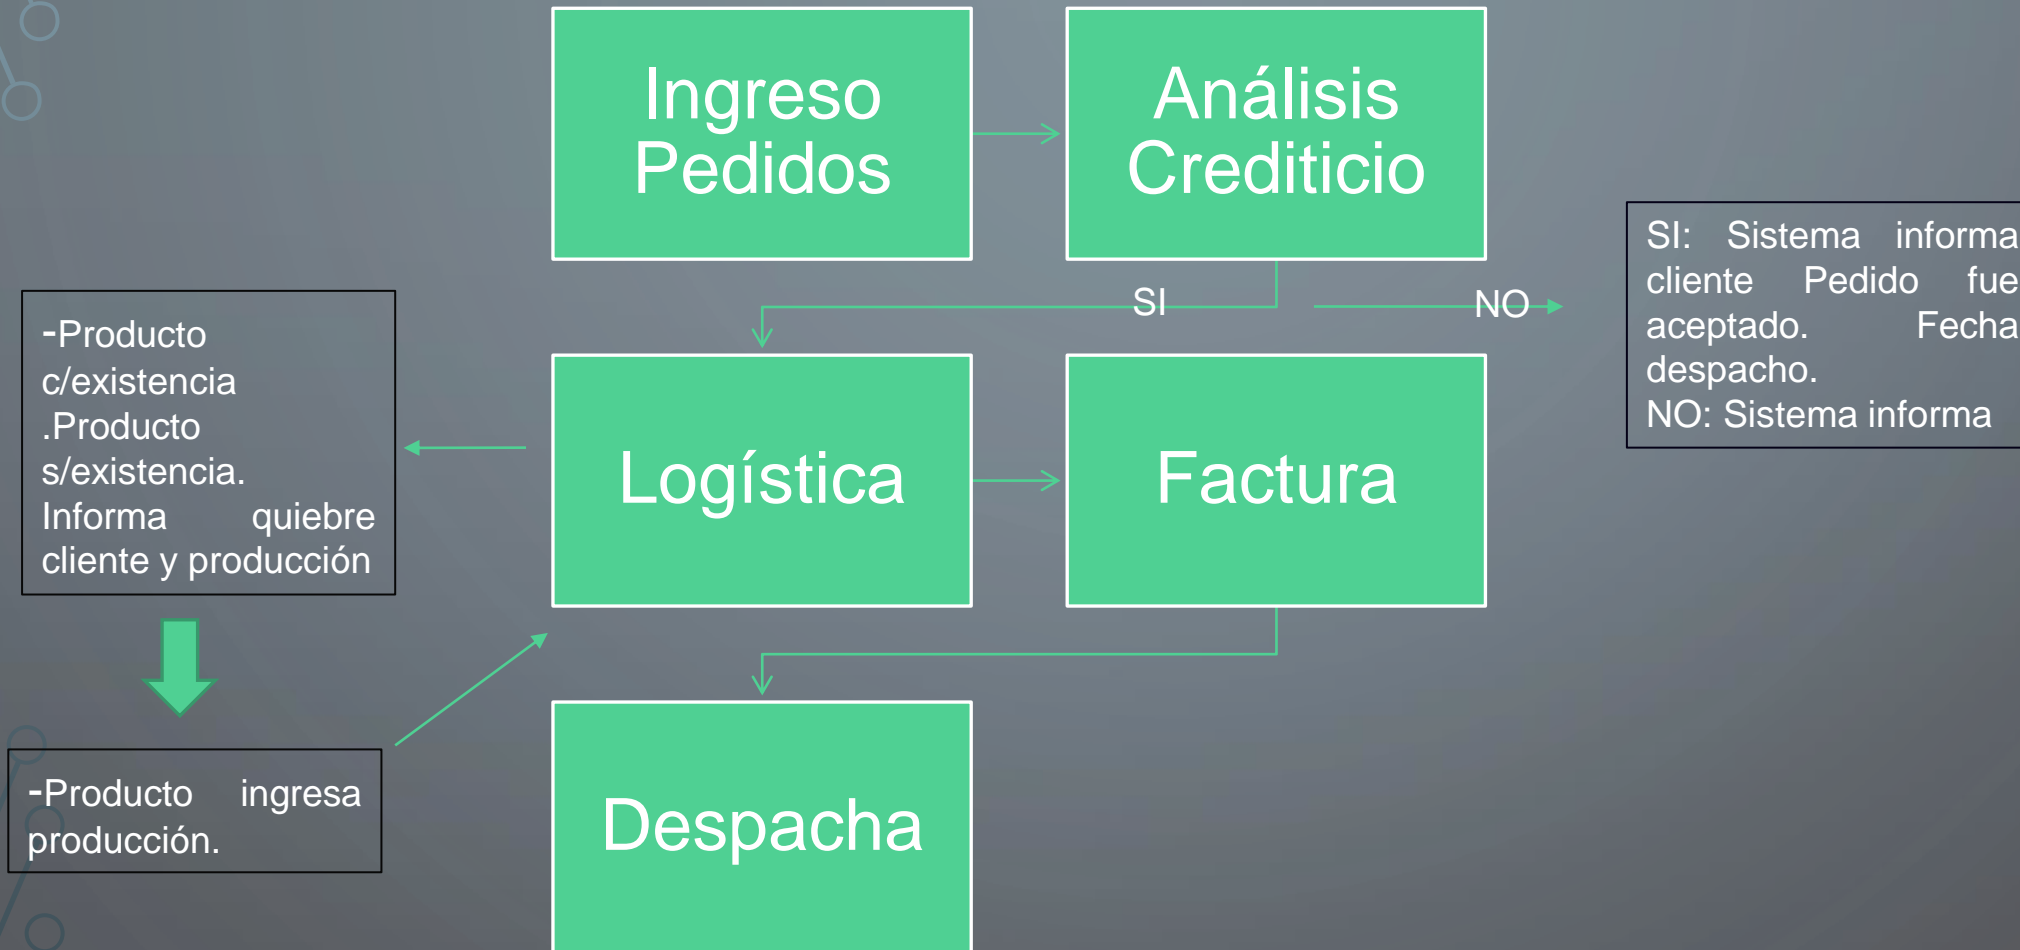 Ingreso
Pedidos
Análisis
Crediticio
SI: Sistema informa
cliente Pedido fue
aceptado. Fecha
despacho.
NO: Sistema informa
SI
NO
-Producto
c/existencia
.Producto
s/existencia.
Informa quiebre
cliente y producción
Logística
Factura
-Producto ingresa
producción.
Despacha